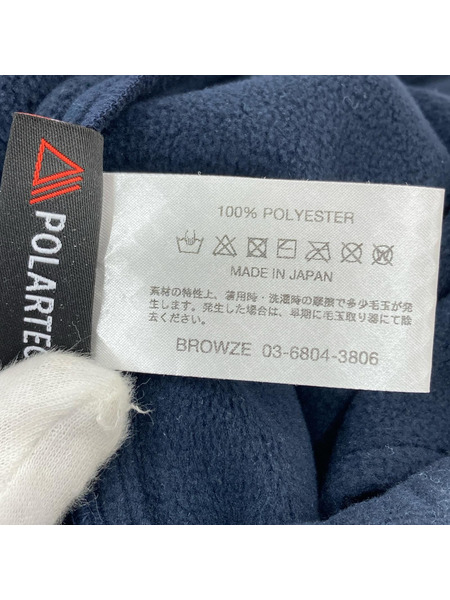 POLARTEC
100% POLYESTER
MADE IN JAPAN
素材の特性上、着用時・洗濯時の摩擦で多少毛玉が発
生します。発生した場合は、早期に毛玉取り器にて除
去ください。
BROWZE 03-6804-3806